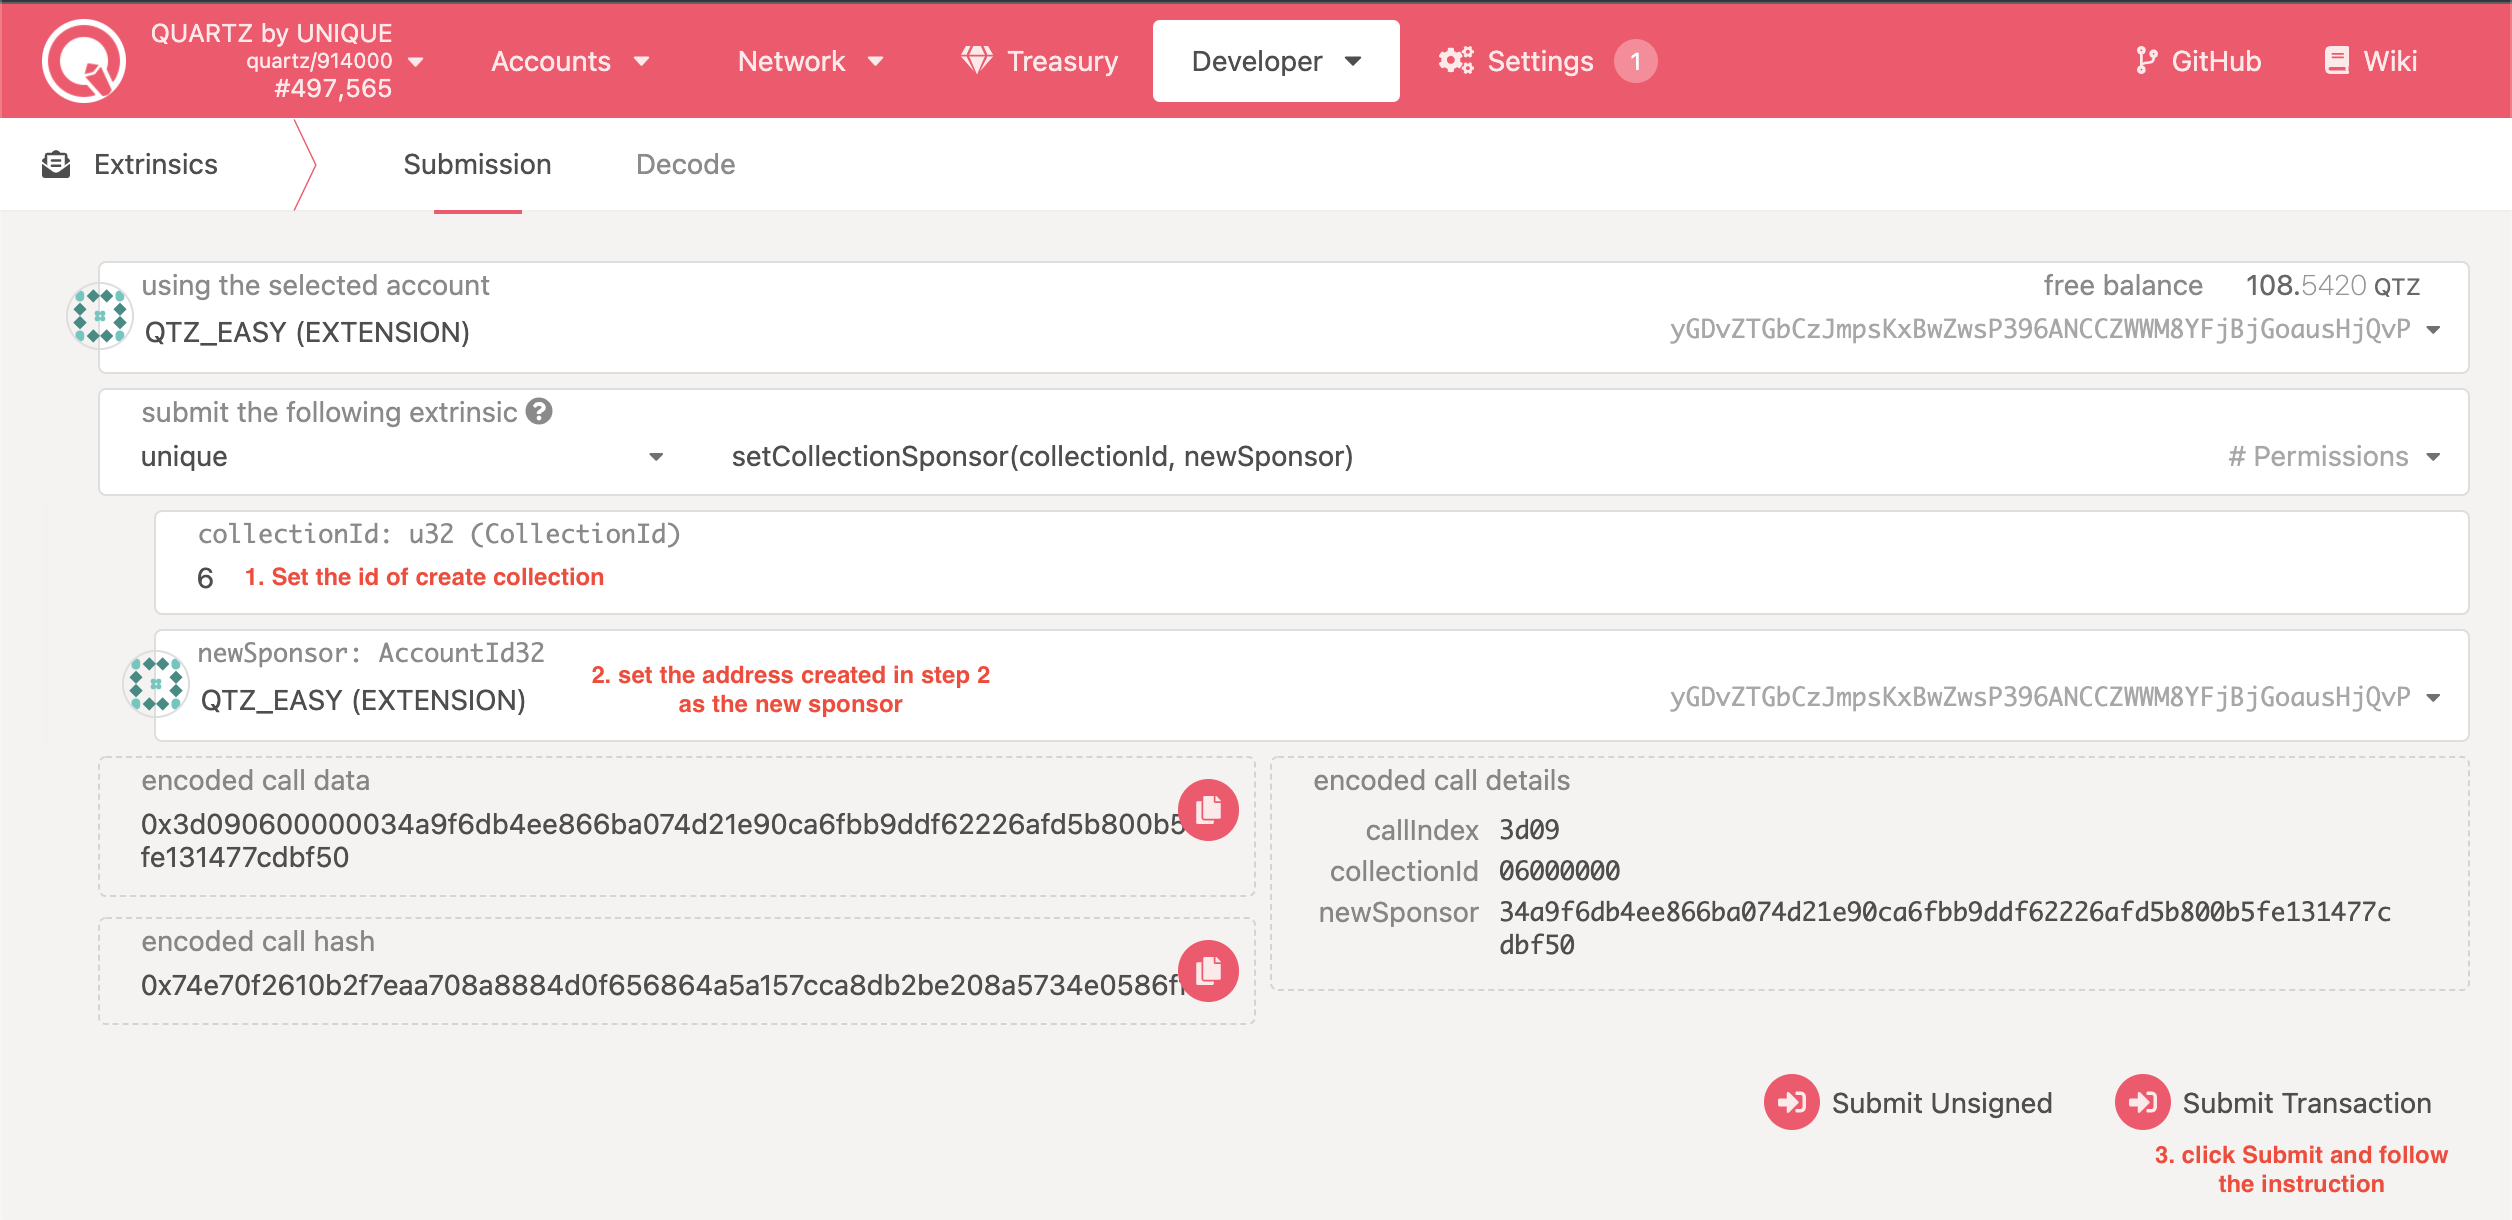 QUARTZ by UNIQUE
quartz/914000
#497,565
Accounts
Network
Treasury
Developer
Settings
1
GitHub
Wiki
Extrinsics
Submission
Decode
using the selected account
free balance 108.5420 QTZ
QTZ_EASY (EXTENSION)
yGDvZTGbCzJmpsKxBwZwsP396ANCCZWWM8YFjBjGoausHjQvP
submit the following extrinsic ?
unique
setCollectionSponsor(collectionId, newSponsor)
# Permissions
collectionId: u32 (CollectionId)
6 1. Set the id of create collection
newSponsor: AccountId32
QTZ_EASY (EXTENSION)
2. set the address created in step 2
as the new sponsor
yGDvZTGbCzJmpsKxBwZwsP396ANCCZWWM8YFjBjGoausHjQvP
encoded call data
0x3d090600000034a9f6db4ee866ba074d21e90ca6fbb9ddf62226afd5b800b5
fe131477cdbf50
encoded call hash
0x74e70f2610b2f7eaa708a8884d0f656864a5a157cca8db2be208a5734e0586f
encoded call details
callIndex 3d09
collectionId 06000000
newSponsor 34a9f6db4ee866ba074d21e90ca6fbb9ddf62226afd5b800b5fe131477c
dbf50
Submit Unsigned
Submit Transaction
3. click Submit and follow
the instruction